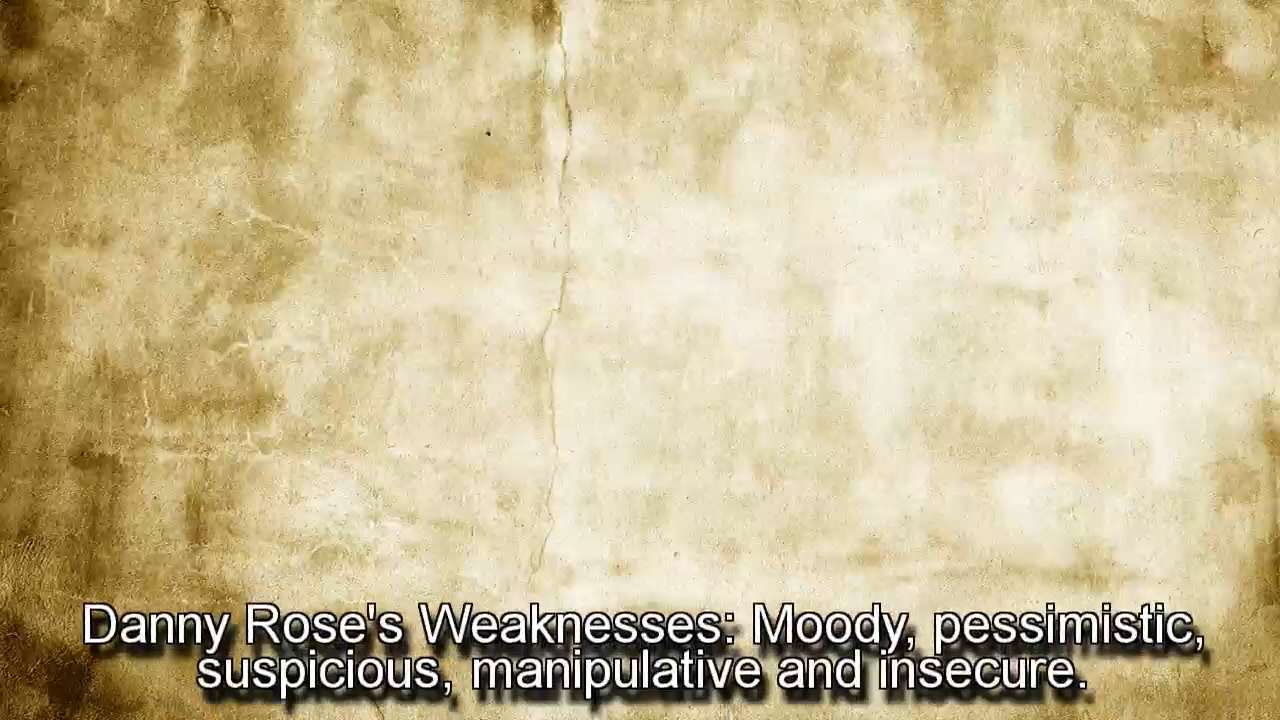 Danny Rose's Weaknesses: Moody, pessimistic,
suspicious, manipulative and insecure.